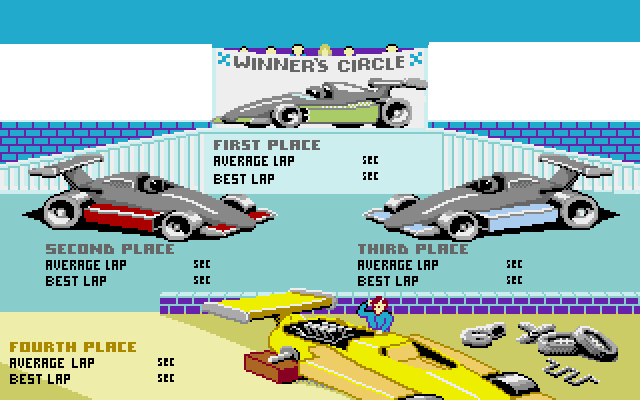 WINNER'S CIRCLE
FIRST PLACE
AVERAGE LAP SEC
BEST LAP SEC
SECOND PLACE
AVERAGE LAP SEC
BEST LAP SEC
THIRD PLACE
AVERAGE LAP SEC
BEST LAP SEC
FOURTH PLACE
AVERAGE LAP SEC
BEST LAP SEC